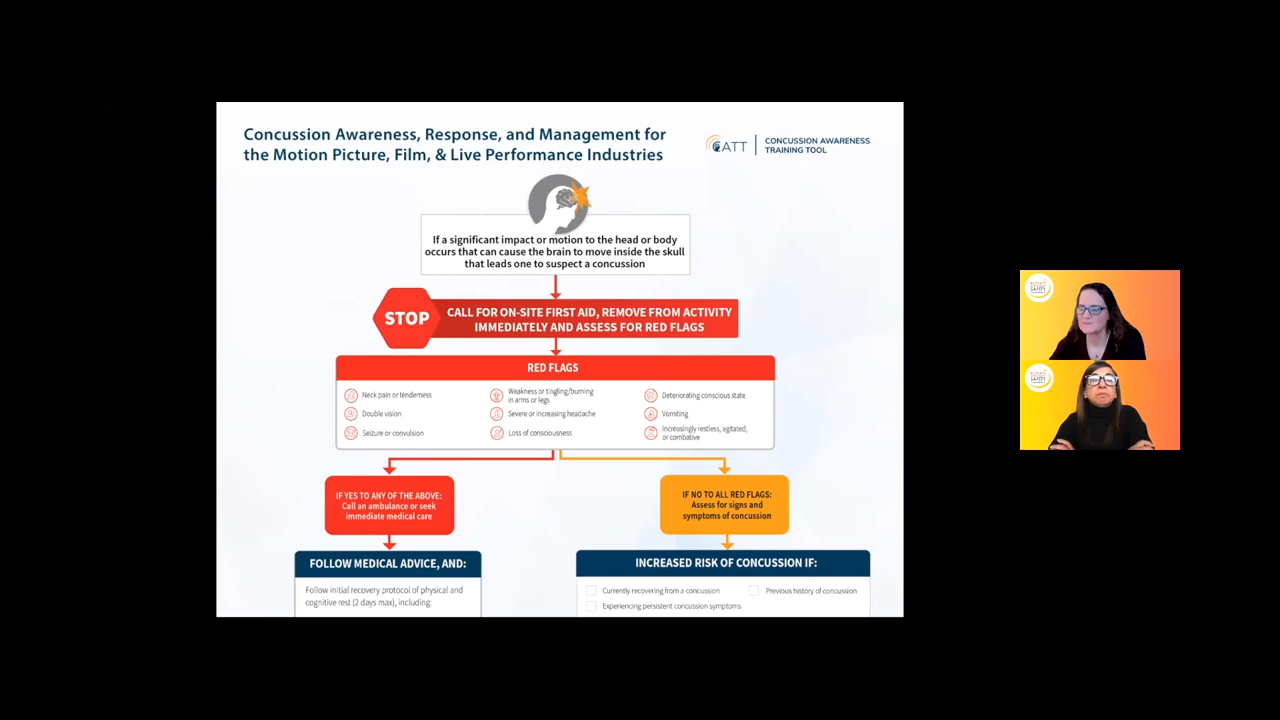 Concussion Awareness, Response, and Management for
the Motion Picture, Film, & Live Performance Industries
CATT
CONCUSSION AWARENESS
TRAINING TOOL
If a significant impact or motion to the head or body
occurs that can cause the brain to move inside the skull
that leads one to suspect a concussion
STOP
CALL FOR ON-SITE FIRST AID, REMOVE FROM ACTIVITY
IMMEDIATELY AND ASSESS FOR RED FLAGS
RED FLAGS
Neck pain or tenderness
Double vision
Seizure or convulsion
Weakness or tingling/burning
in arms or legs
Severe or increasing headache
Loss of consciousness
Deteriorating conscious state
Vomiting
Increasingly restless, agitated,
or combative
IF YES TO ANY OF THE ABOVE:
Call an ambulance or seek
immediate medical care
IF NO TO ALL RED FLAGS:
Assess for signs and
symptoms of concussion
FOLLOW MEDICAL ADVICE, AND:
Follow initial recovery protocol of physical and
cognitive rest (2 days max), including:
INCREASED RISK OF CONCUSSION IF:
Currently recovering from a concussion
Previous history of concussion
Experiencing persistent concussion symptoms